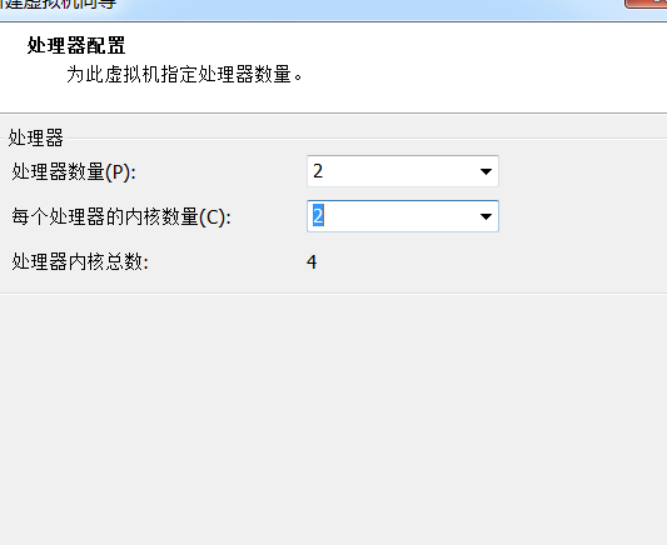 新建虚拟机向导
处理器配置
为此虚拟机指定处理器数量。
处理器
处理器数量(P): 2
每个处理器的内核数量(C): 2
处理器内核总数: 4